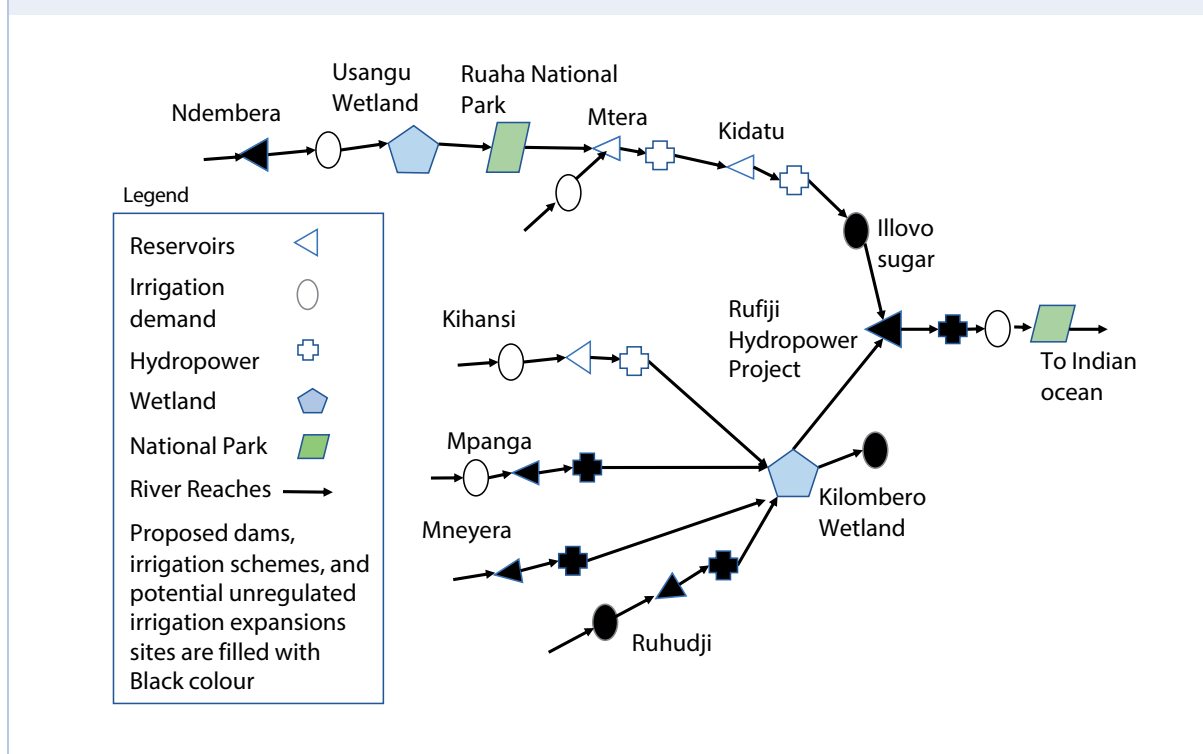 Ndembera
Usangu
Wetland
Ruaha National
Park
Mtera
Kidatu
Legend
Reservoirs
Irrigation
demand
Hydropower
Wetland
National Park
River Reaches
Proposed dams,
irrigation schemes, and
potential unregulated
irrigation expansions
sites are filled with
Black colour
Illovo
sugar
Kihansi
Rufiji
Hydropower
Project
To Indian
ocean
Mpanga
Kilombero
Wetland
Mneyera
Ruhudji